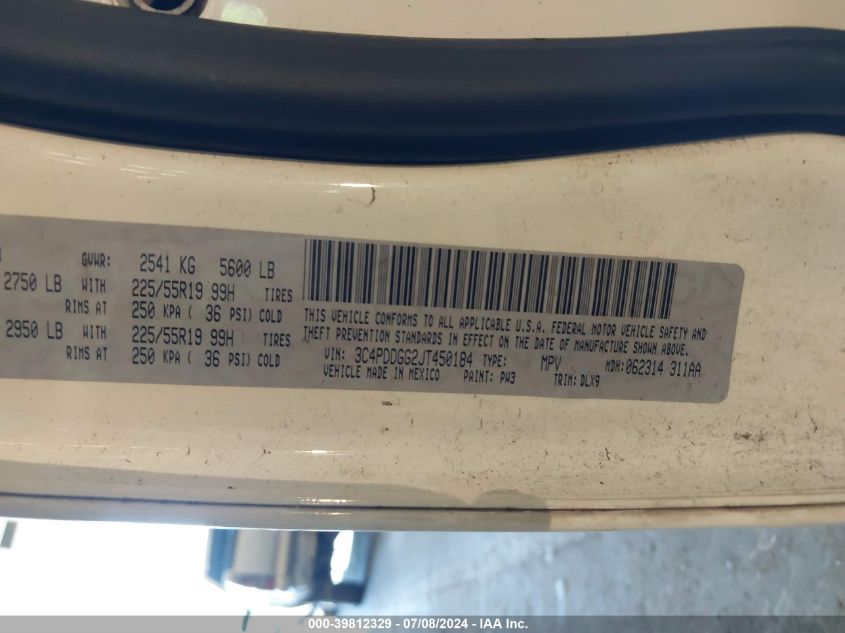 GVWR: 2541 KG 5600 LB
2750 LB WITH 225/55R19 99H TIRES
RIMS AT 250 KPA ( 36 PSI) COLD
2950 LB WITH 225/55R19 99H TIRES
RIMS AT 250 KPA ( 36 PSI) COLD
THIS VEHICLE CONFORMS TO ALL APPLICABLE U.S.A. FEDERAL MOTOR VEHICLE SAFETY AND
THEFT PREVENTION STANDARDS IN EFFECT ON THE DATE OF MANUFACTURE SHOWN ABOVE.
VIN: 3C4PDDGG2JT450184 TYPE: MPV MDH:062314 311AA
VEHICLE MADE IN MEXICO PAINT: PW3 TRIM: DLX9
000-39812329 - 07/08/2024 - IAA Inc.